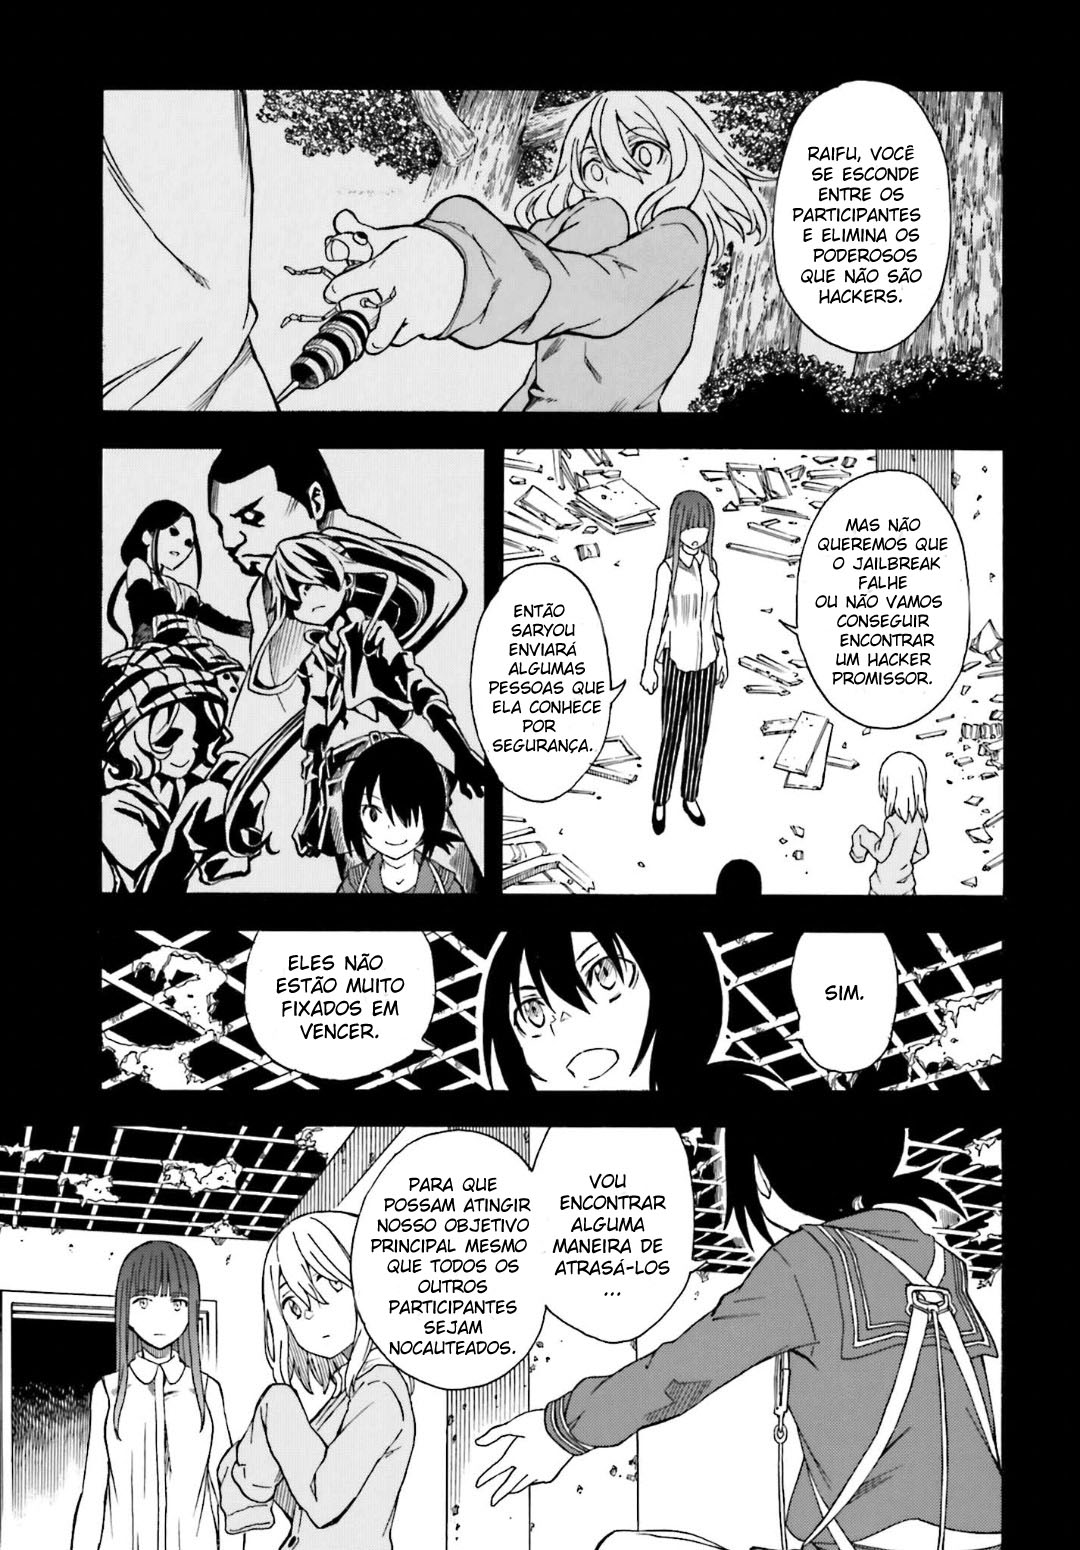 RAIFU, VOCÊ
SE ESCONDE
ENTRE OS
PARTICIPANTES
E ELIMINA OS
PODEROSOS
QUE NÃO SÃO
HACKERS.
MAS NÃO
QUEREMOS QUE
O JAILBREAK
FALHE
OU NÃO VAMOS
CONSEGUIR
ENCONTRAR
UM HACKER
PROMISSOR.
ENTÃO
SARYOU
ENVIARÁ
ALGUMAS
PESSOAS QUE
ELA CONHECE
POR
SEGURANÇA.
SIM.
ELES NÃO
ESTÃO MUITO
FIXADOS EM
VENCER.
VOU
ENCONTRAR
ALGUMA
MANEIRA DE
ATRASÁ-LOS
...
PARA QUE
POSSAM ATINGIR
NOSSO OBJETIVO
PRINCIPAL MESMO
QUE TODOS OS
OUTROS
PARTICIPANTES
SEJAM
NOCAUTEADOS.